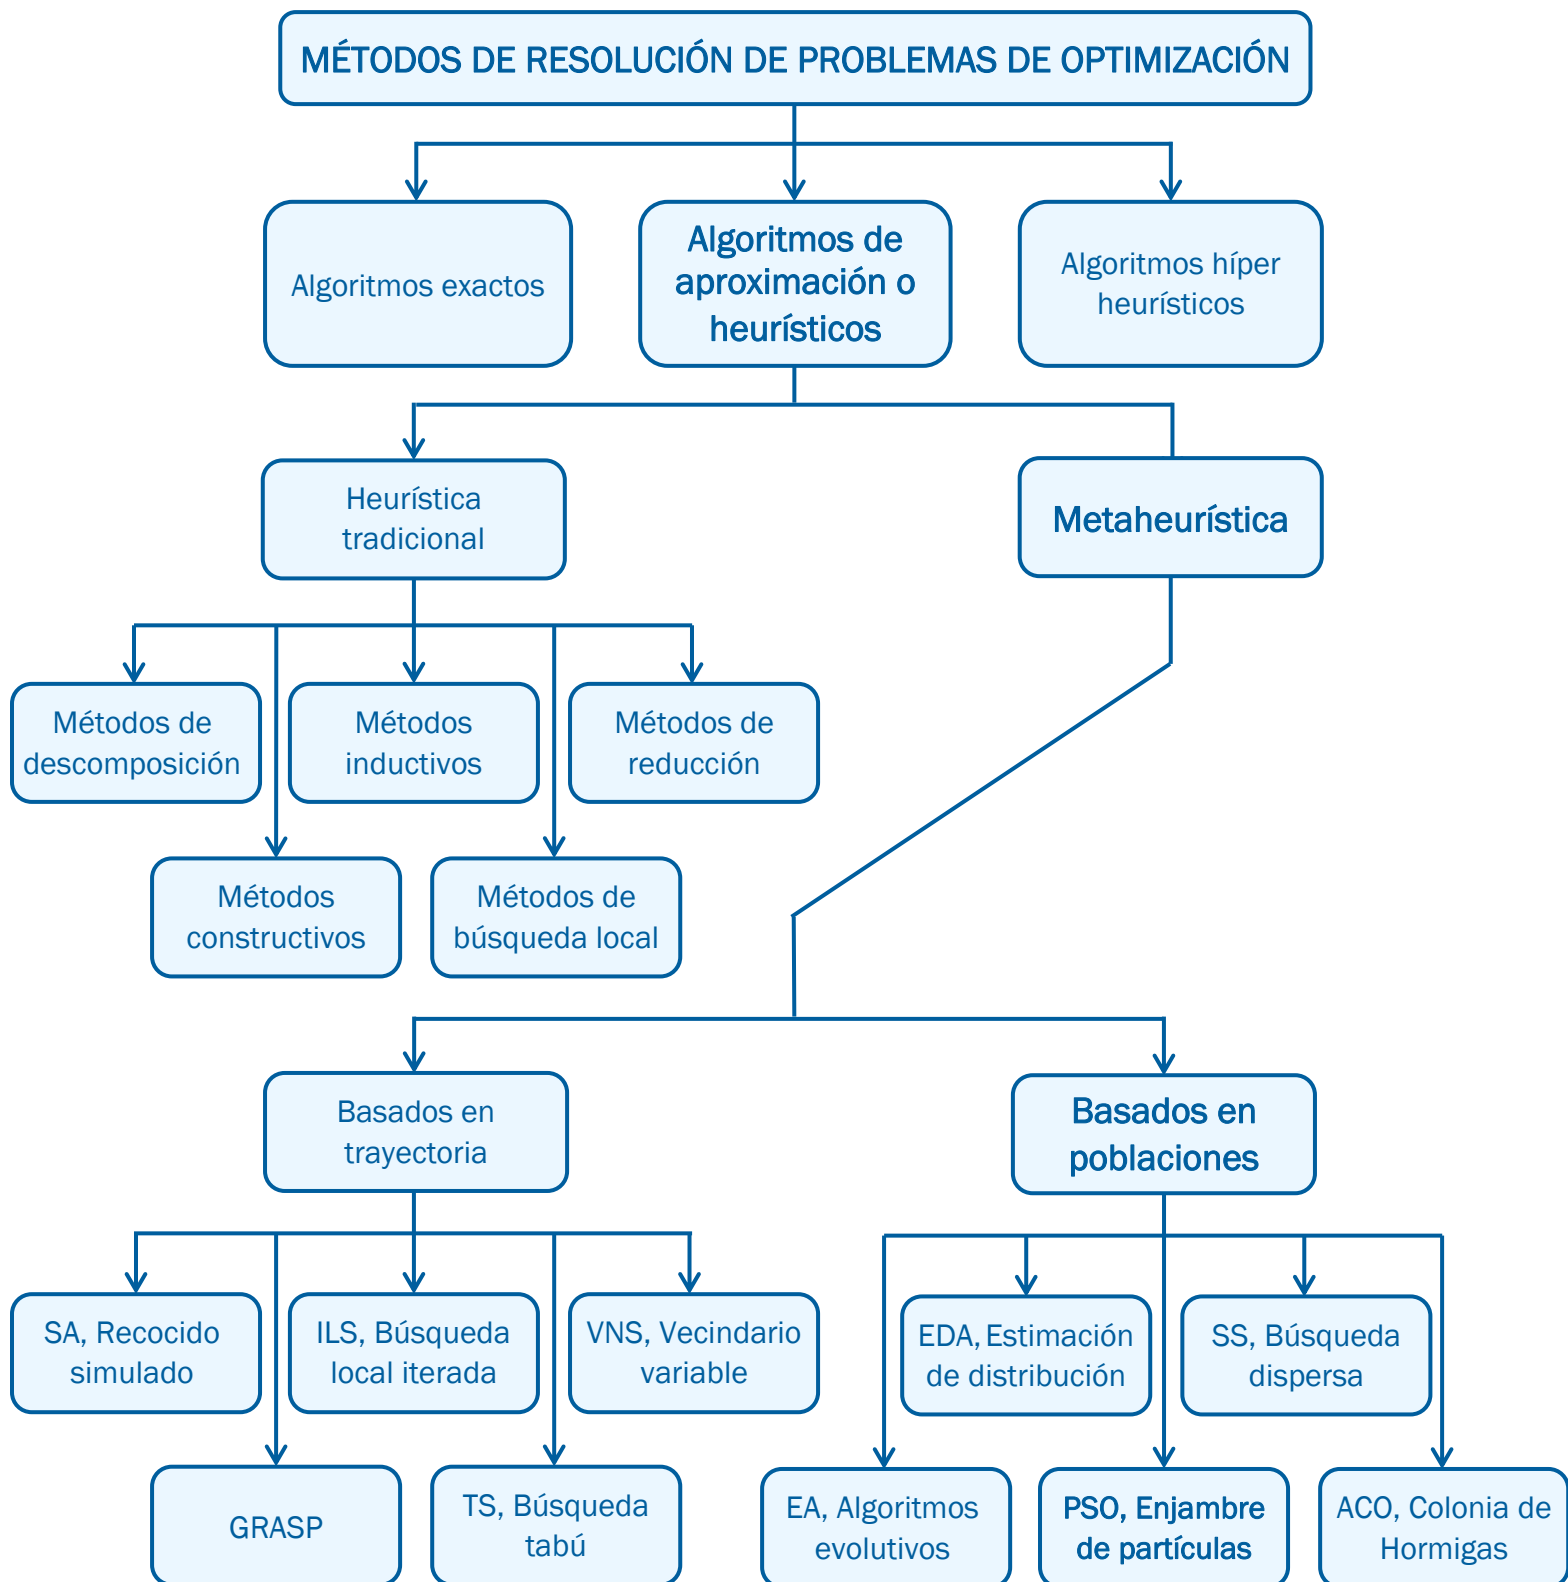 MÉTODOS DE RESOLUCIÓN DE PROBLEMAS DE OPTIMIZACIÓN
Algoritmos exactos
Algoritmos de
aproximación o
heurísticos
Algoritmos híper
heurísticos
Heurística
tradicional
Metaheurística
Métodos de
descomposición
Métodos
inductivos
Métodos de
reducción
Métodos
constructivos
Métodos de
búsqueda local
Basados en
trayectoria
Basados en
poblaciones
SA, Recocido
simulado
ILS, Búsqueda
local iterada
VNS, Vecindario
variable
EDA, Estimación
de distribución
SS, Búsqueda
dispersa
GRASP
TS, Búsqueda
tabú
EA, Algoritmos
evolutivos
PSO, Enjambre
de partículas
ACO, Colonia de
Hormigas